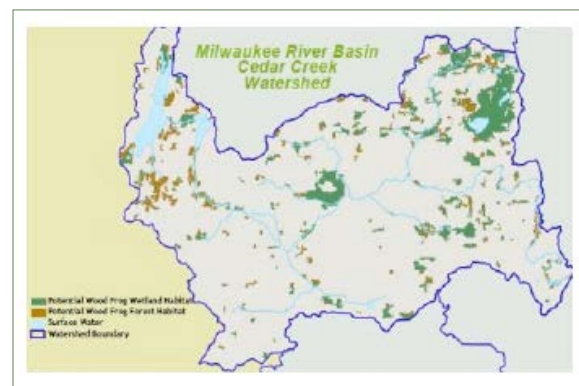 Milwaukee River Basin
Cedar Creek
Watershed
Potential Wood Frog Wetland Habitat
Potential Wood Frog Forest Habitat
Surface Water
Watershed Boundary